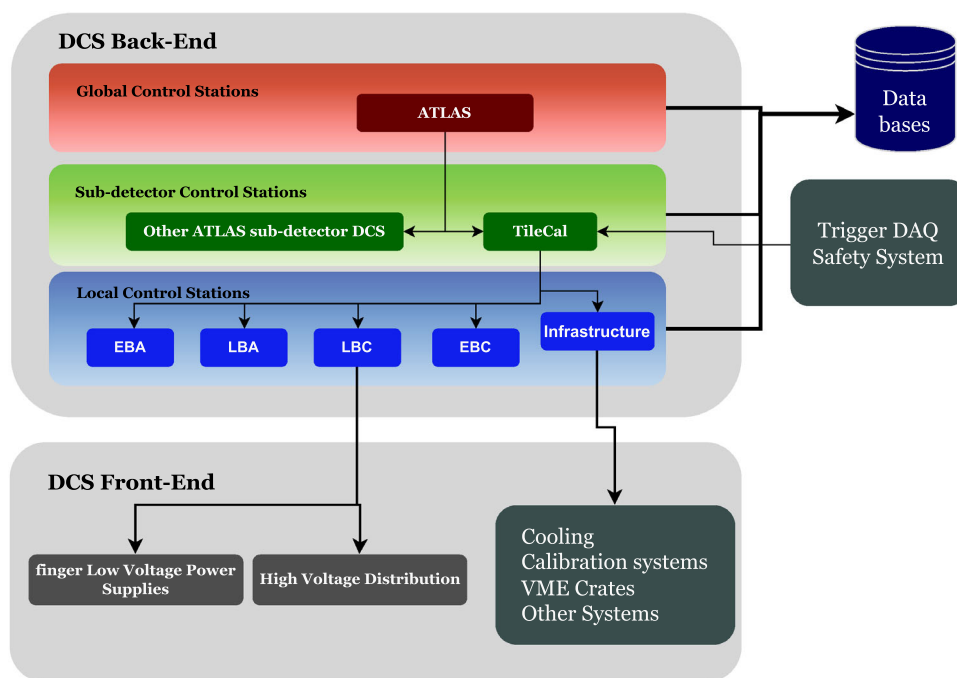 DCS Back-End
Global Control Stations
ATLAS
Data
bases
Sub-detector Control Stations
Other ATLAS sub-detector DCS
TileCal
Trigger DAQ
Safety System
Local Control Stations
EBA
LBA
LBC
EBC
Infrastructure
DCS Front-End
finger Low Voltage Power
Supplies
High Voltage Distribution
Cooling
Calibration systems
VME Crates
Other Systems